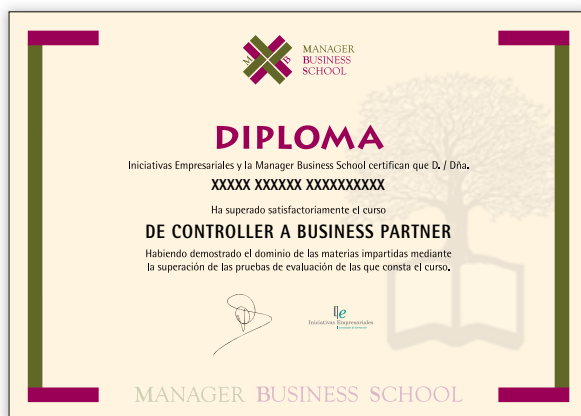 M B
MANAGER
BUSINESS
SCHOOL
DIPLOMA
Iniciativas Empresariales y la Manager Business School certifican que D. / Dña.
XXXXX XXXXXX XXXXXXXXXX
Ha superado satisfactoriamente el curso
DE CONTROLLER A BUSINESS PARTNER
Habiendo demostrado el dominio de las materias impartidas mediante
la superación de las pruebas de evaluación de las que consta el curso.
Iniciativas Empresariales
MANAGER BUSINESS SCHOOL